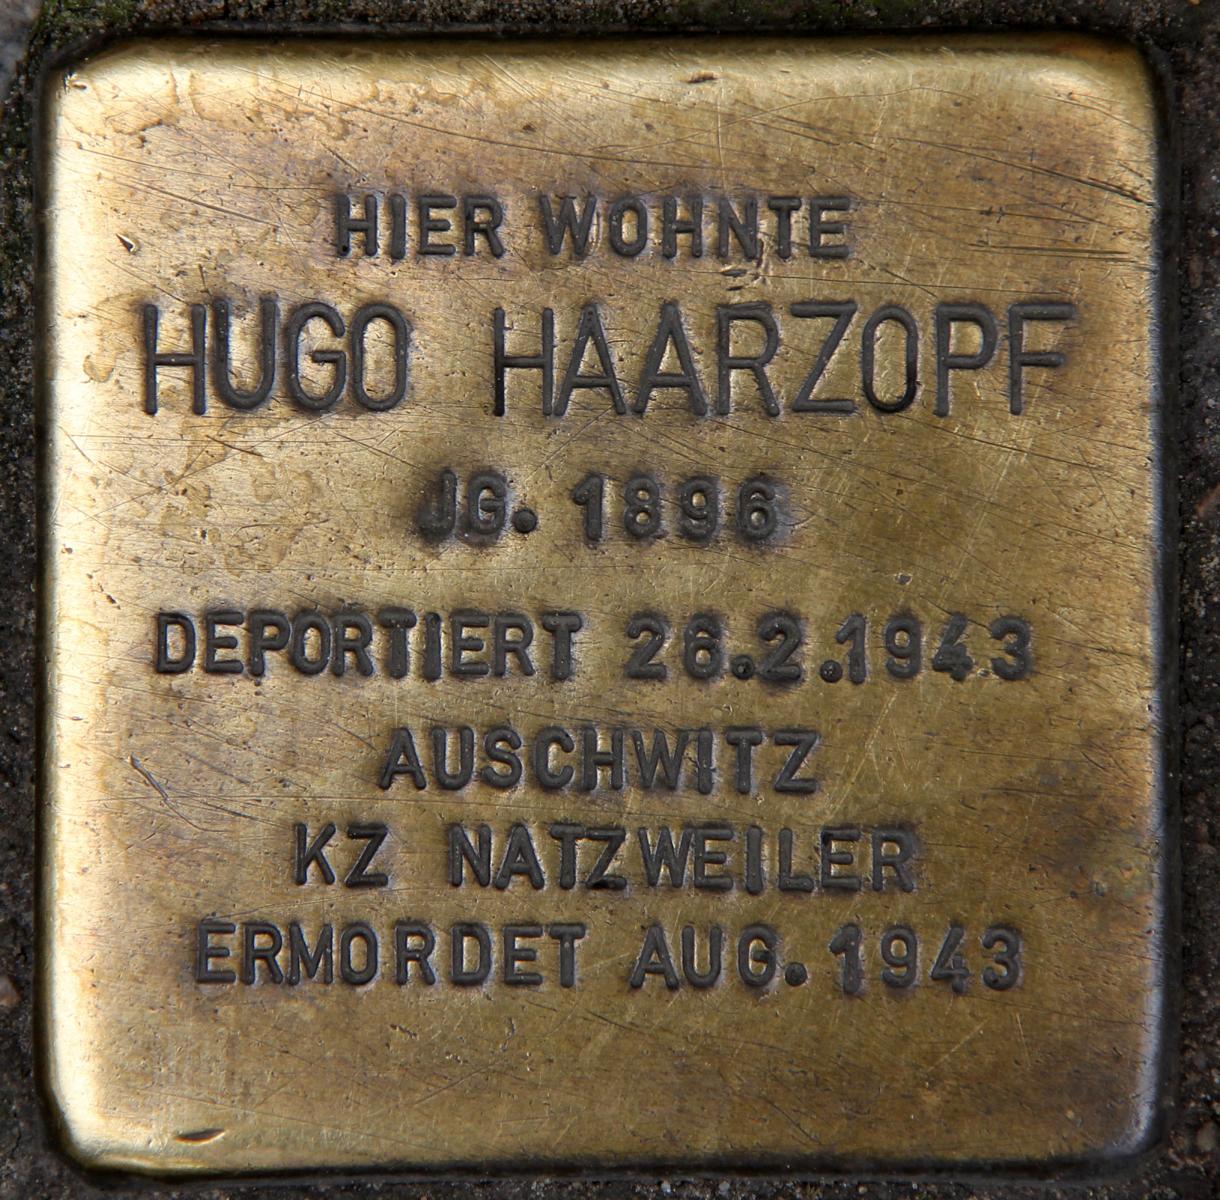 HIER WOHNTE
HUGO HAARZOPF
JG. 1896
DEPORTIERT 26.2.1943
AUSCHWITZ
KZ NATZWEILER
ERMORDET AUG. 1943